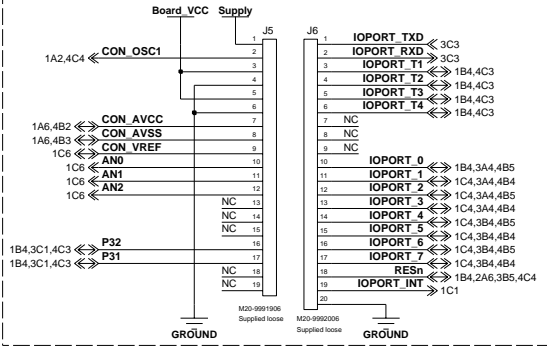 Board_VCC Supply
J5 J6
1A2,4C4 CON_OSC1 1 1 IOPORT_TXD 3C3
2 2 IOPORT_RXD 3C3
3 3 IOPORT_T1 1B4,4C3
4 4 IOPORT_T2 1B4,4C3
5 5 IOPORT_T3 1B4,4C3
6 6 IOPORT_T4 1B4,4C3
1A6,4B2 CON_AVCC 7 7 NC
1A6,4B3 CON_AVSS 8 8 NC
1C6 CON_VREF 9 9 NC
1C6 AN0 10 10 IOPORT_0 1B4,3A4,4B5
1C6 AN1 11 11 IOPORT_1 1C4,3A4,4B4
1C6 AN2 12 12 IOPORT_2 1C4,3A4,4B5
NC 13 13 IOPORT_3 1C4,3A4,4B4
NC 14 14 IOPORT_4 1C4,3B4,4B5
NC 15 15 IOPORT_5 1C4,3B4,4B4
1B4,3C1,4C3 P32 16 16 IOPORT_6 1C4,3B4,4B5
1B4,3C1,4C3 P31 17 17 IOPORT_7 1C4,3B4,4B4
NC 18 18 RESn 1B4,2A6,3B5,4C4
NC 19 19 IOPORT_INT 1C1
20
M20-9991906 M20-9992006
Supplied loose Supplied loose
GROUND GROUND